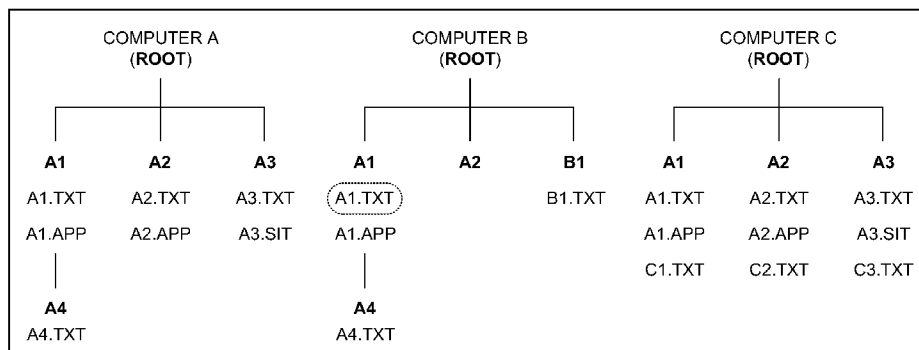 COMPUTER A
(ROOT)
COMPUTER B
(ROOT)
COMPUTER C
(ROOT)
A1 A2 A3 A1 A2 B1 A1 A2 A3
A1.TXT A2.TXT A3.TXT A1.TXT B1.TXT A1.TXT A2.TXT A3.TXT
A1.APP A2.APP A3.SIT A1.APP A1.APP A2.APP A3.SIT
C1.TXT C2.TXT C3.TXT
A4 A4
A4.TXT A4.TXT